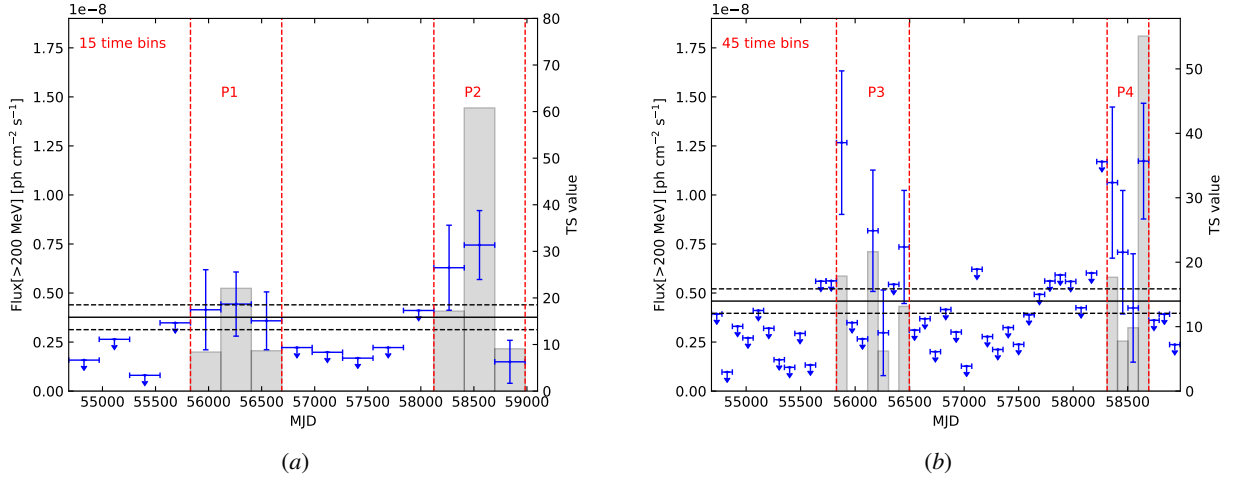 1e−8
15 time bins
P1
P2
Flux[>200 MeV] [ph cm−2 s−1]
1.75
1.50
1.25
1.00
0.75
0.50
0.25
0.00
80
70
60
50
40
30
20
10
0
TS value
55000 55500 56000 56500 57000 57500 58000 58500 59000
MJD
(a)
1e−8
45 time bins
P3
P4
Flux[>200 MeV] [ph cm−2 s−1]
1.75
1.50
1.25
1.00
0.75
0.50
0.25
0.00
50
40
30
20
10
0
TS value
55000 55500 56000 56500 57000 57500 58000 58500
MJD
(b)